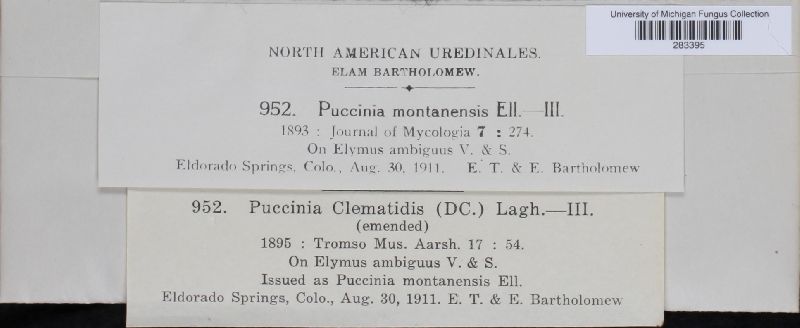 University of Michigan Fungus Collection
283395
NORTH AMERICAN UREDINALES.
ELAM BARTHOLOMEW.
952. Puccinia montanensis Ell.—III.
1893 : Journal of Mycologia 7 : 274.
On Elymus ambiguus V. & S.
Eldorado Springs, Colo., Aug. 30, 1911. E. T. & E. Bartholomew
952. Puccinia Clematidis (DC.) Lagh.—III.
(emended)
1895 : Tromso Mus. Aarsh. 17 : 54.
On Elymus ambiguus V. & S.
Issued as Puccinia montanensis Ell.
Eldorado Springs, Colo., Aug. 30, 1911. E. T. & E. Bartholomew